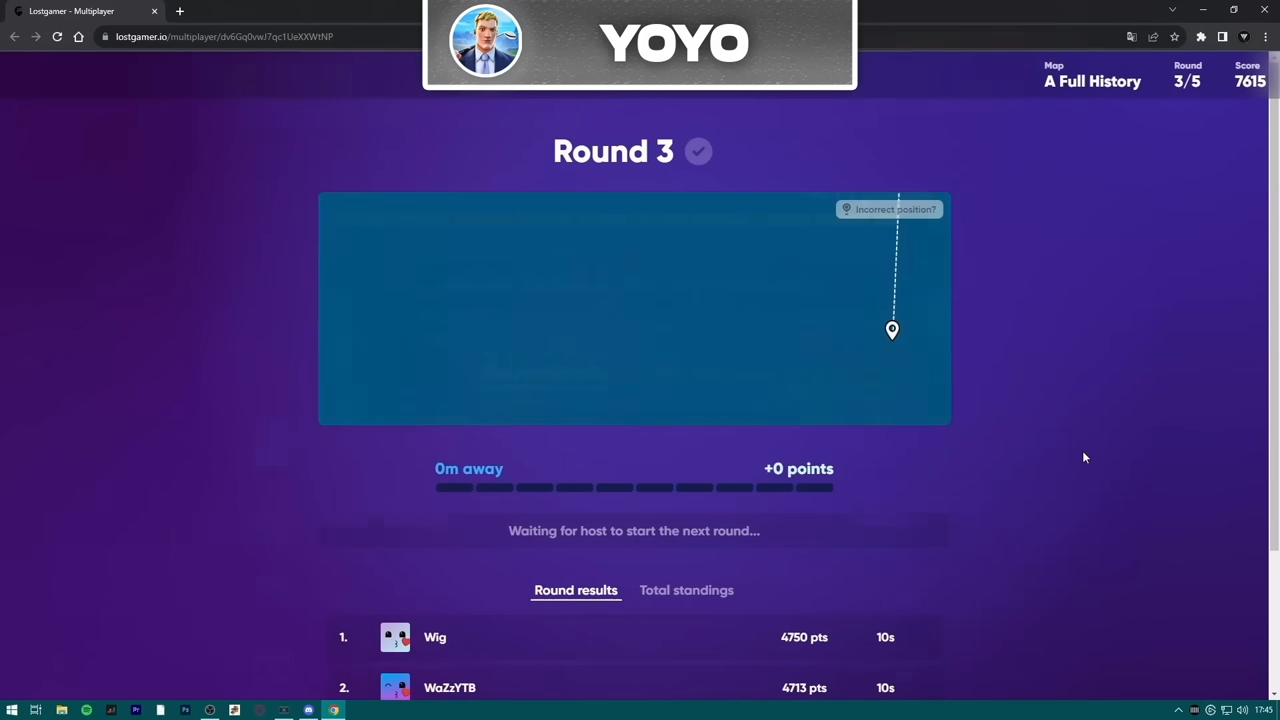 Lostgamer - Multiplayer
YOYO
lostgamer.io/multiplayer/dv6Gq0vwJ7qc1UeXXWtNP
Map
A Full History
Round
3/5
Score
7615
Round 3
Incorrect position?
0m away
+0 points
Waiting for host to start the next round...
Round results
Total standings
1. Wig 4750 pts 10s
2. WaZzYTB 4713 pts 10s
17:45